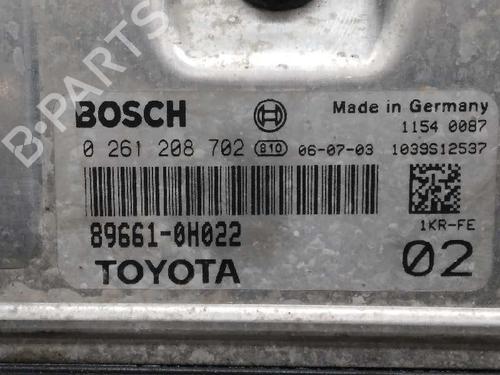 B-PARTS
BOSCH
Made in Germany
1154 0087
0 261 208 702 810 06-07-03 1039S12537
89661-0H022
1KR-FE
TOYOTA
02